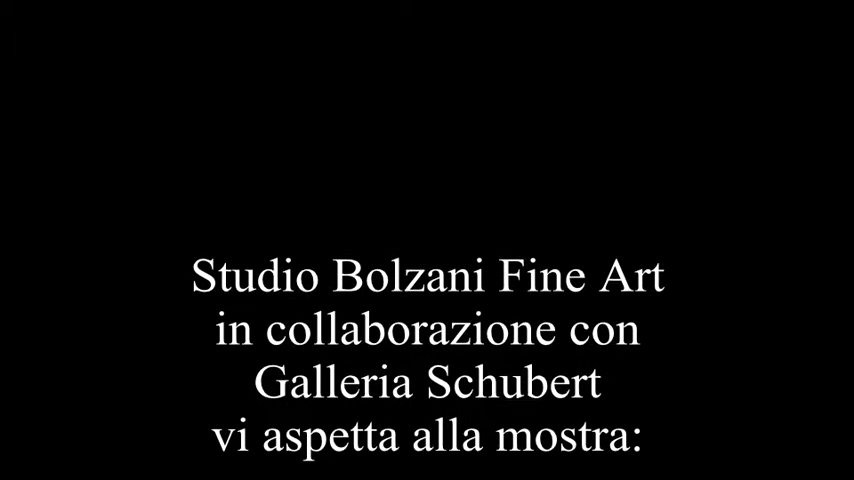 Studio Bolzani Fine Art
in collaborazione con
Galleria Schubert
vi aspetta alla mostra: